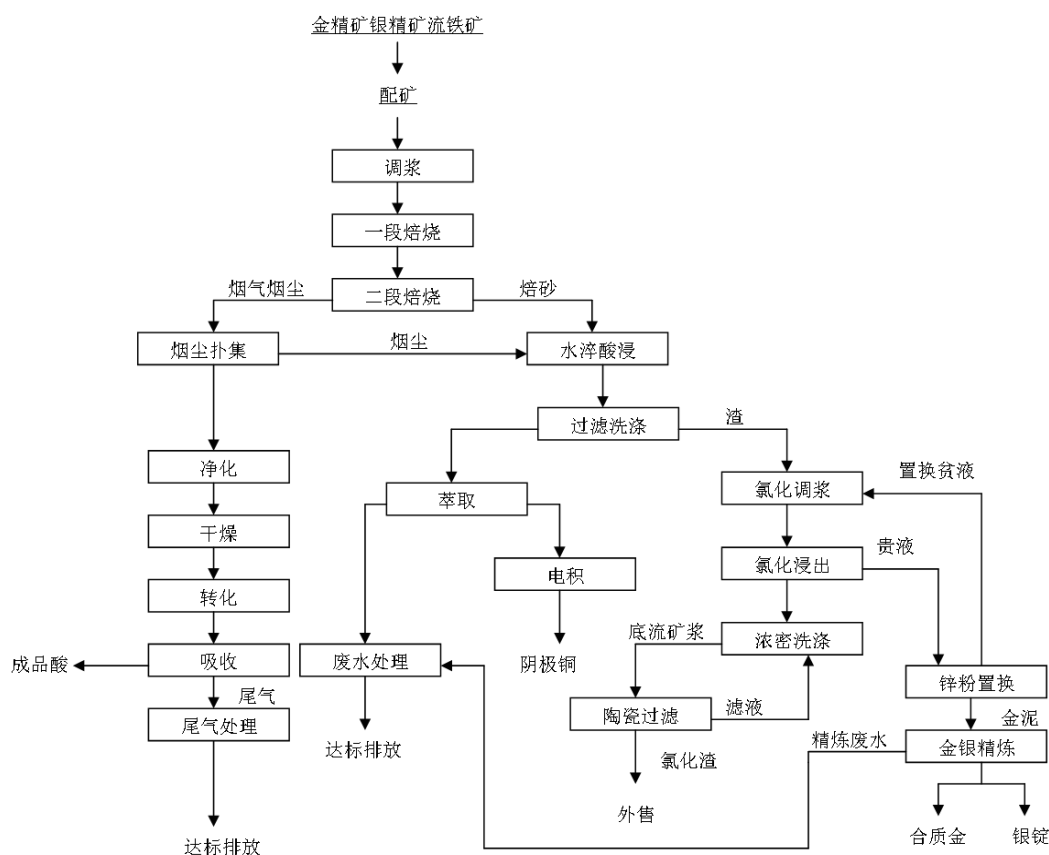 金精矿银精矿流铁矿
配矿
调浆
一段焙烧
烟气烟尘
二段焙烧
焙砂
烟尘扑集
烟尘
水淬酸浸
过滤洗涤
渣
净化
萃取
氯化调浆
置换贫液
干燥
电积
氯化浸出
贵液
转化
底流矿浆
浓密洗涤
成品酸
吸收
废水处理
阴极铜
锌粉置换
尾气
尾气处理
陶瓷过滤
滤液
金泥
达标排放
氯化渣
精炼废水
金银精炼
外售
达标排放
合质金
银锭